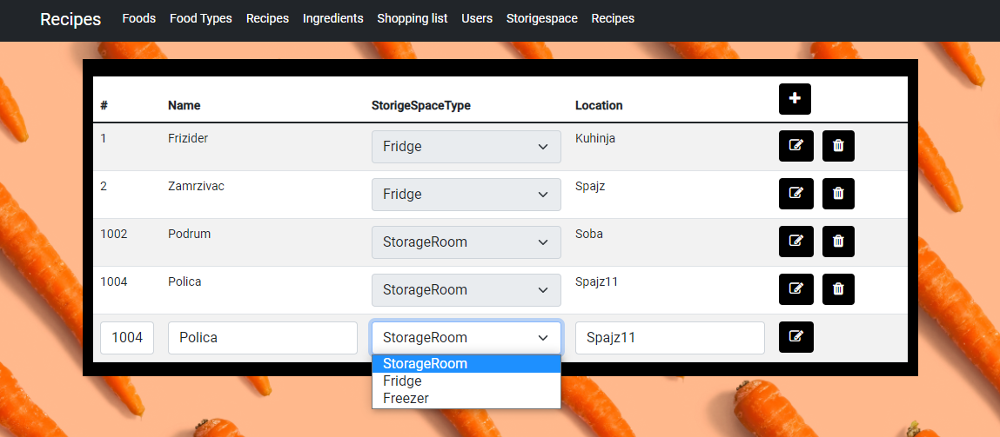 Recipes Foods Food Types Recipes Ingredients Shopping list Users Storigespace Recipes
# Name StorigeSpaceType Location
1 Frizider Fridge Kuhinja
2 Zamrzivac Fridge Spajz
1002 Podrum StorageRoom Soba
1004 Polica StorageRoom Spajz11
1004 Polica StorageRoom Spajz11
StorageRoom
Fridge
Freezer